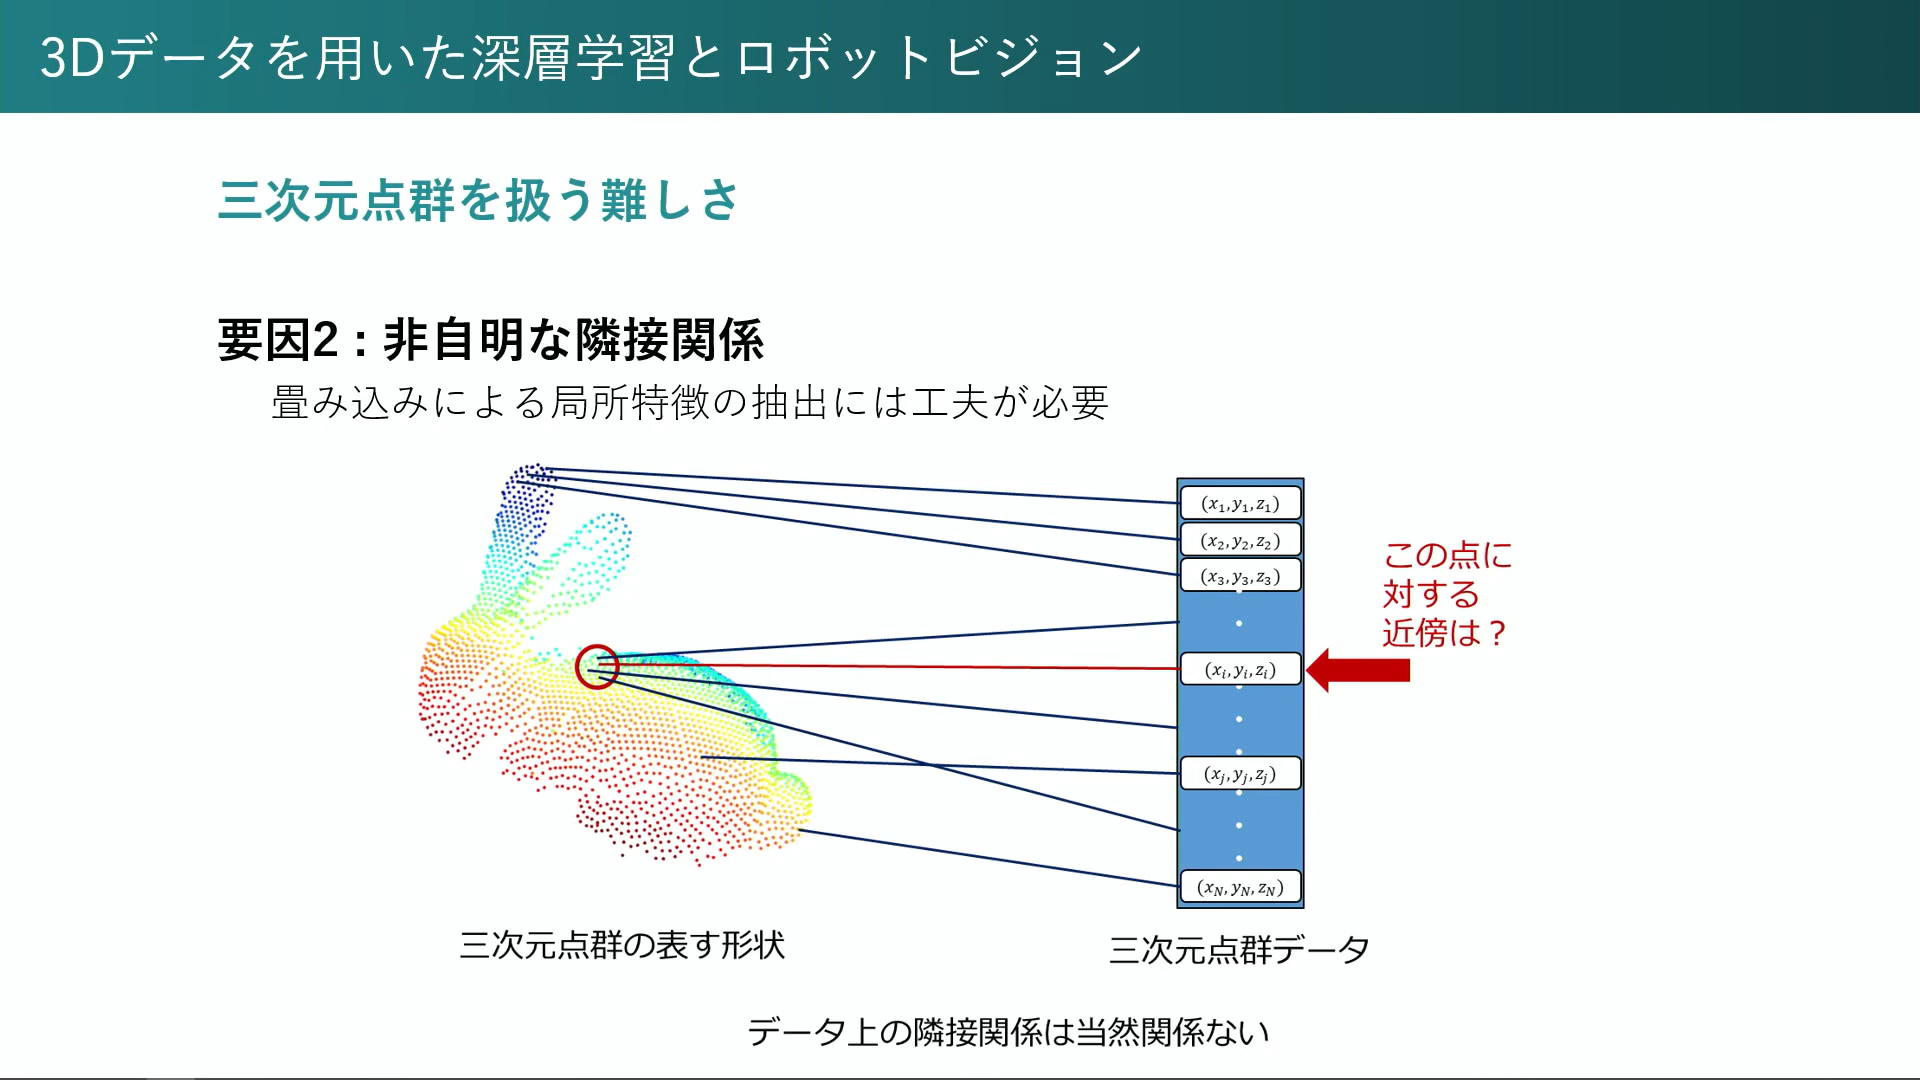 3Dデータを用いた深層学習とロボットビジョン
三次元点群を扱う難しさ
要因2：非自明な隣接関係
畳み込みによる局所特徴の抽出には工夫が必要
(x₁,y₁,z₁)
(x₂,y₂,z₂)
(x₃,y₃,z₃)
(xᵢ,yᵢ,zᵢ)
(xⱼ,yⱼ,zⱼ)
(x_N,y_N,z_N)
この点に
対する
近傍は？
三次元点群の表す形状
三次元点群データ
データ上の隣接関係は当然関係ない